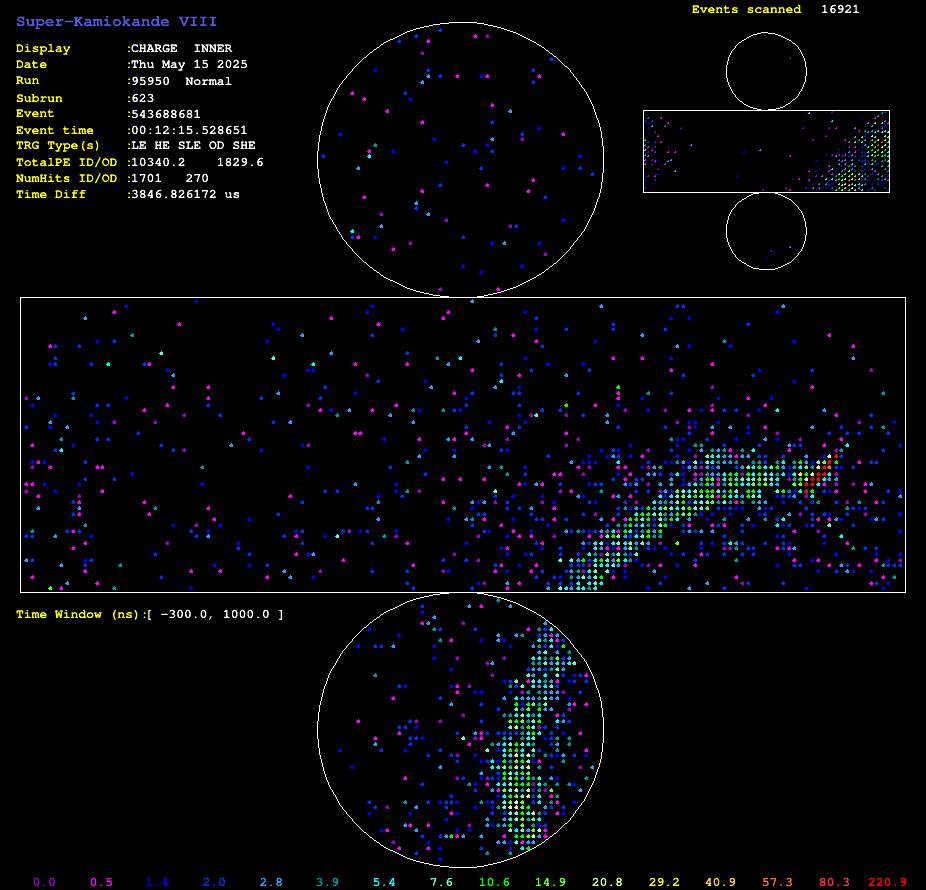 Super-Kamiokande VIII
Events scanned 16921
Display :CHARGE INNER
Date :Thu May 15 2025
Run :95950 Normal
Subrun :623
Event :543688681
Event time :00:12:15.528651
TRG Type(s) :LE HE SLE OD SHE
TotalPE ID/OD :10340.2 1829.6
NumHits ID/OD :1701 270
Time Diff :3846.826172 us
Time Window (ns):[ -300.0, 1000.0 ]
0.0 0.5 1.4 2.0 2.8 3.9 5.4 7.6 10.6 14.9 20.8 29.2 40.9 57.3 80.3 220.9